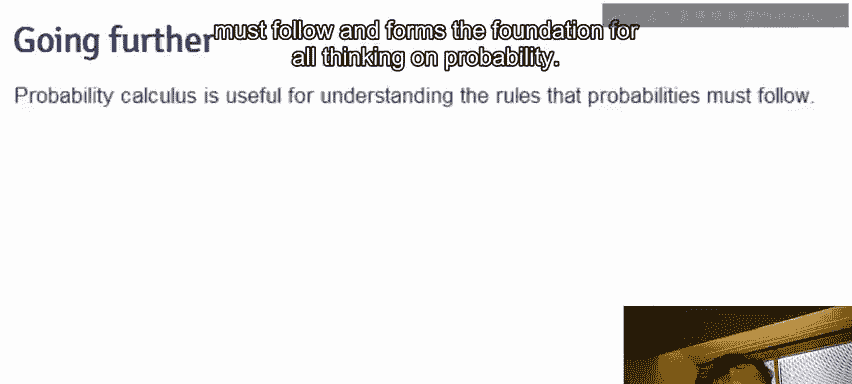 Going further
must follow and forms the foundation for
all thinking on probability.
Probability calculus is useful for understanding the rules that probabilities must follow.